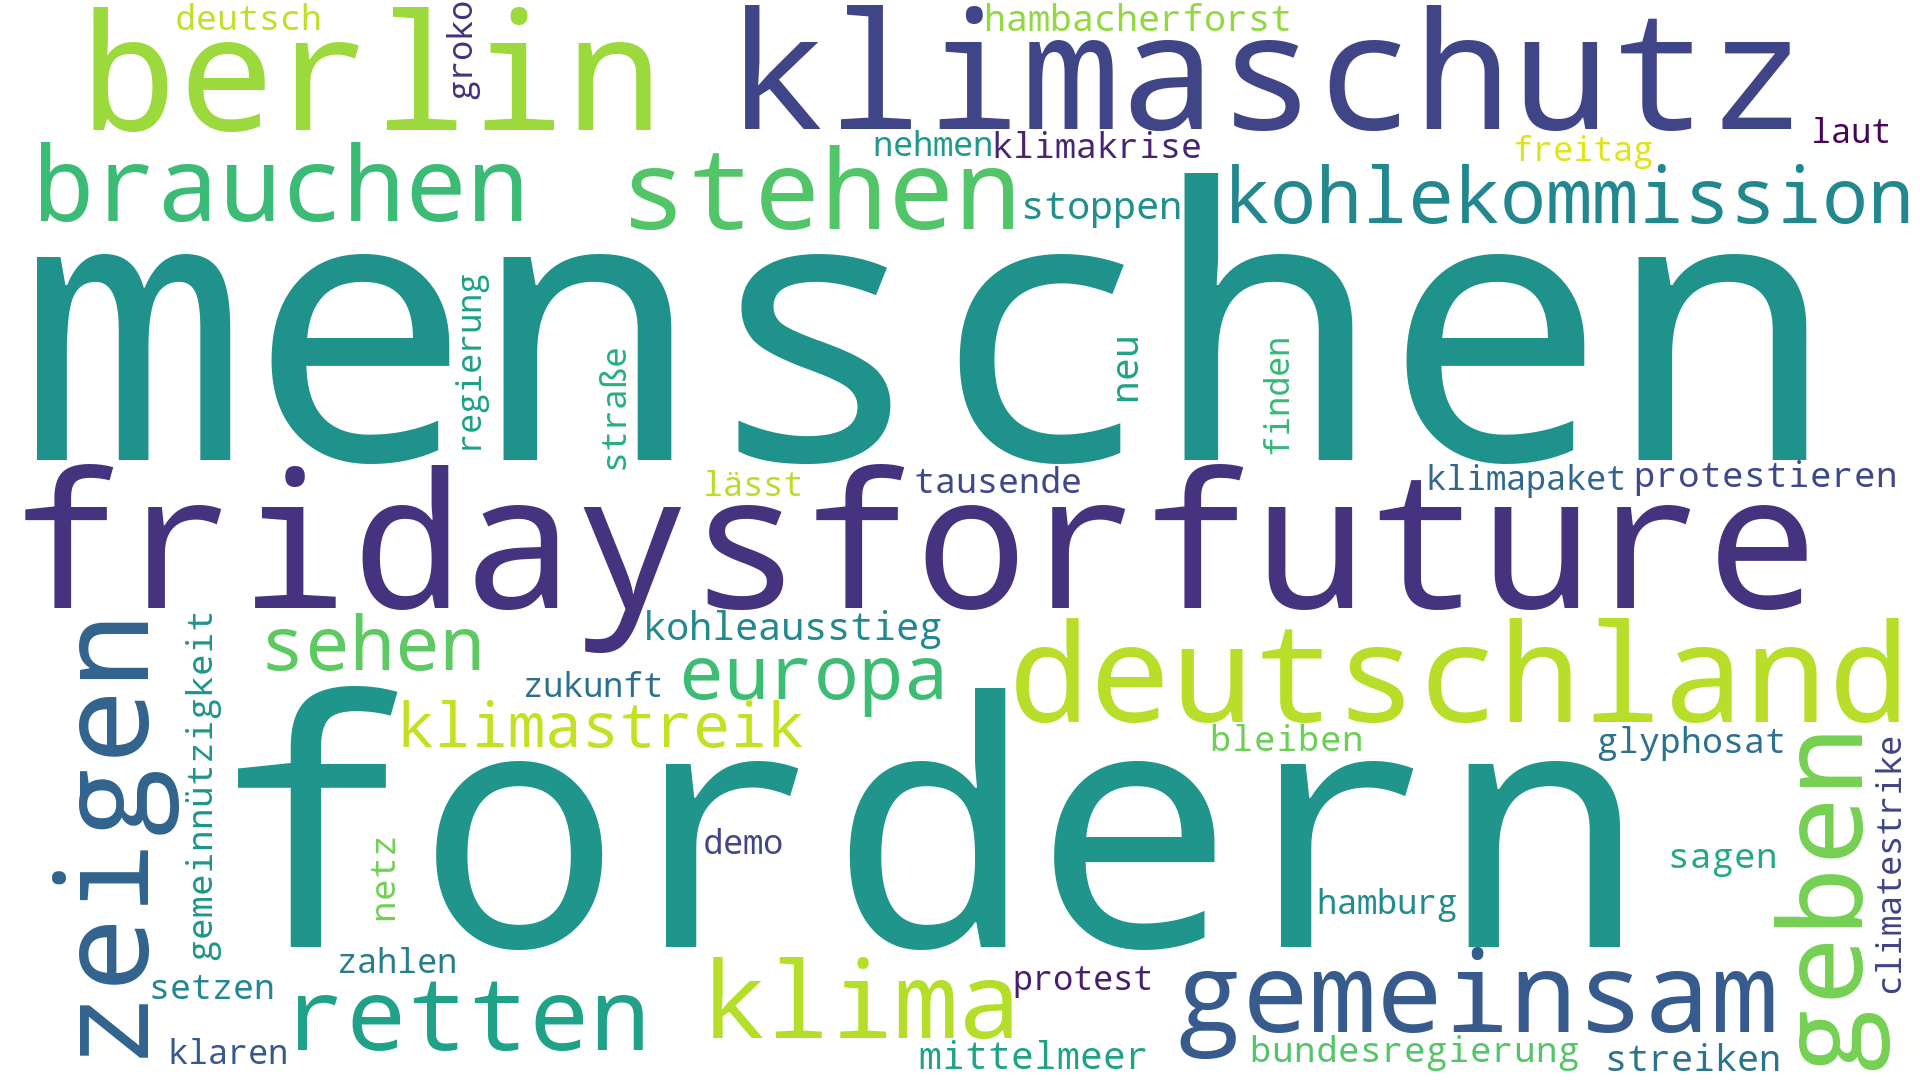 deutsch
groko
hambacherforst
berlin
klimaschutz
nehmen
klimakrise
freitag
laut
brauchen
stehen
stoppen
kohlekommission
menschen
regierung
straße
neu
finden
lässt
tausende
klimapaket
protestieren
fridaysforfuture
zeigen
gemeinnützigkeit
sehen
kohleausstieg
zukunft
europa
deutschland
klimastreik
bleiben
glyphosat
fordern
netz
demo
hamburg
sagen
geben
climatestrike
setzen
zahlen
retten
klima
protest
gemeinsam
klaren
mittelmeer
bundesregierung
streiken